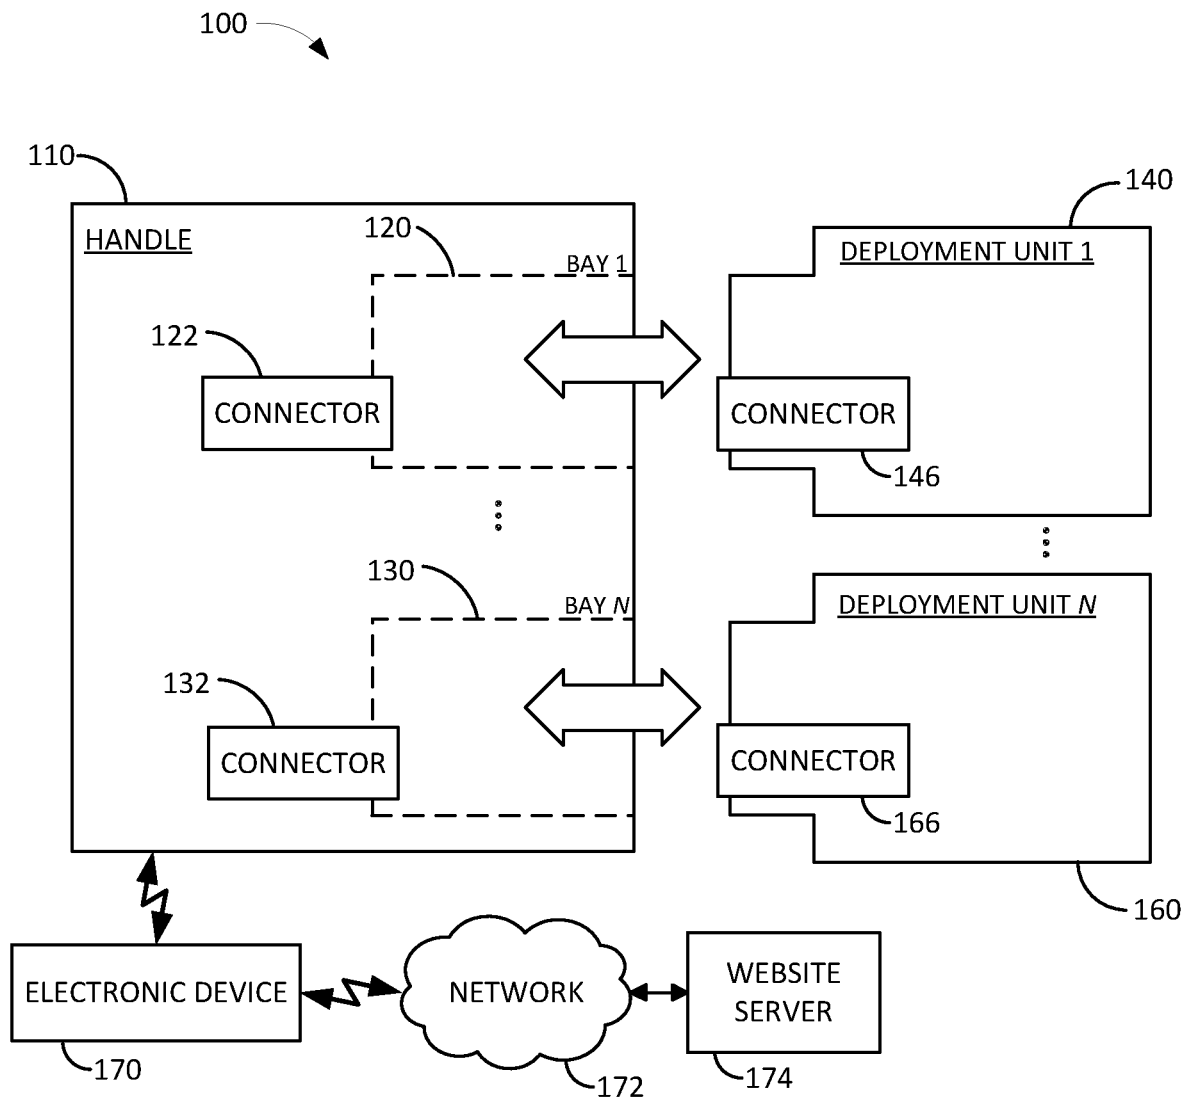 100
110
140
HANDLE
120
BAY 1
DEPLOYMENT UNIT 1
122
CONNECTOR
CONNECTOR
146
130
BAY N
DEPLOYMENT UNIT N
132
CONNECTOR
CONNECTOR
166
160
ELECTRONIC DEVICE
NETWORK
WEBSITE
SERVER
170
172
174